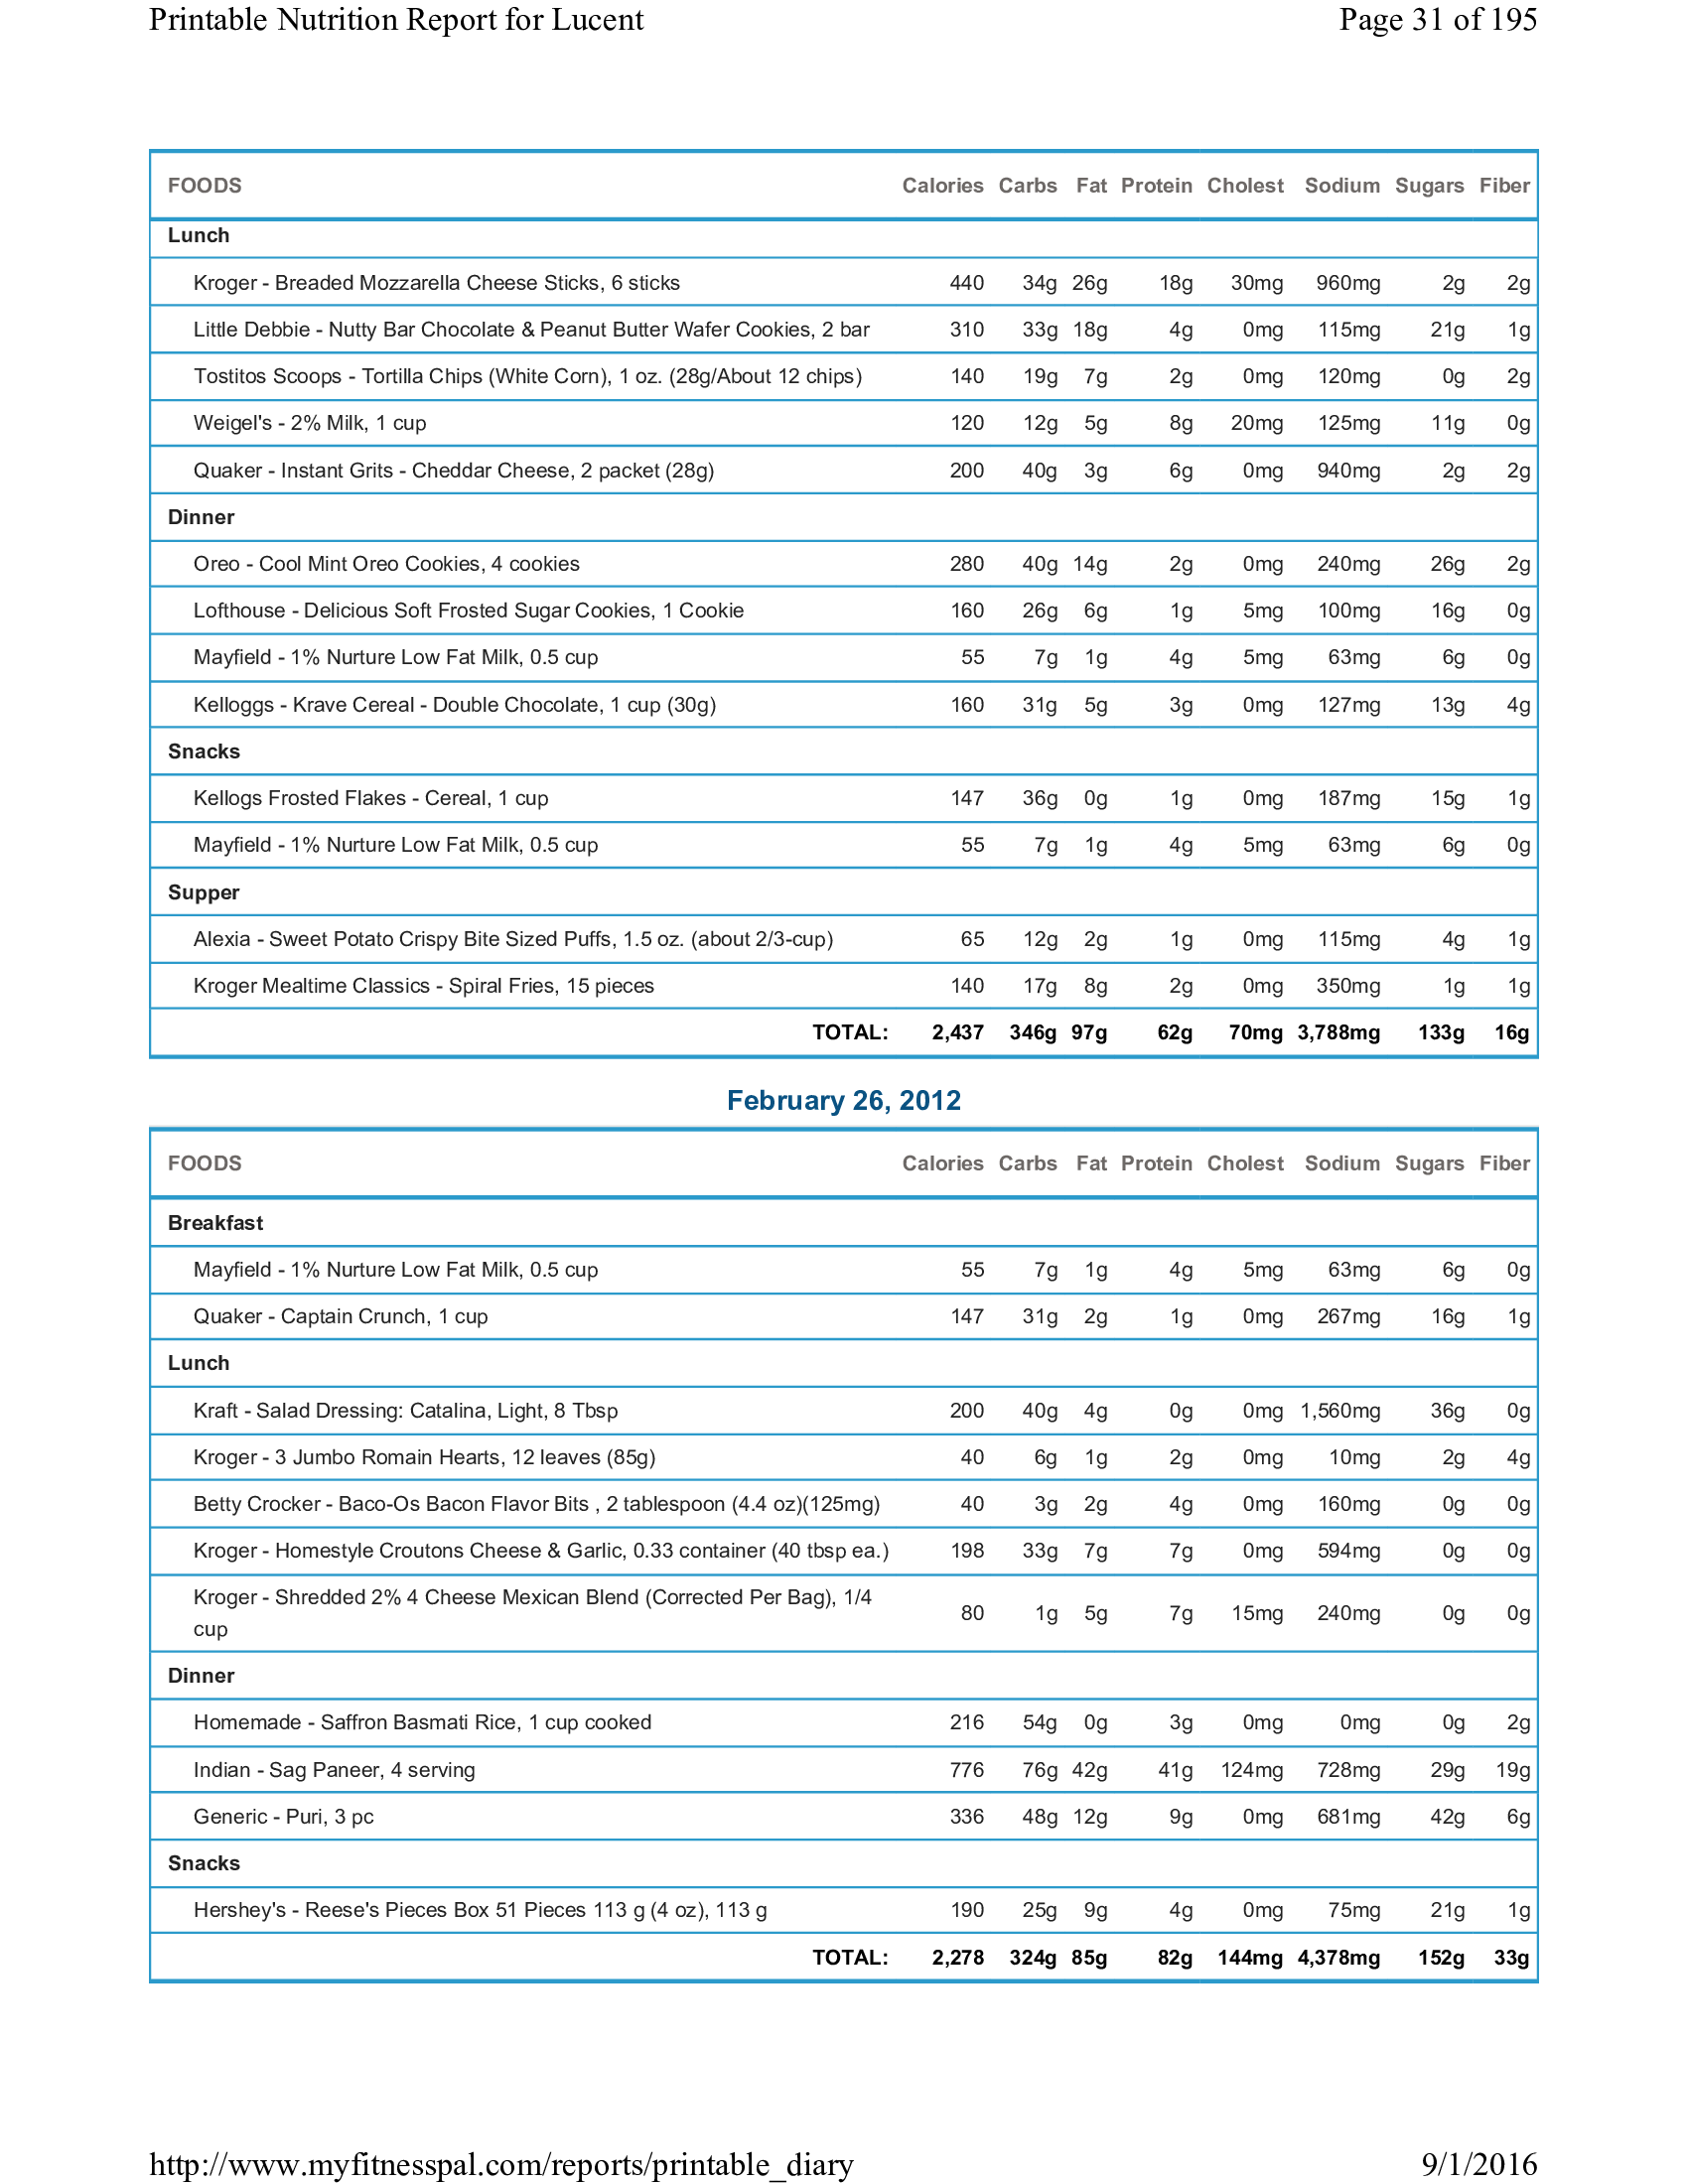 Printable Nutrition Report for Lucent Page 31 of 195
FOODS Calories Carbs Fat Protein Cholest Sodium Sugars Fiber
Lunch
Kroger - Breaded Mozzarella Cheese Sticks, 6 sticks 440 34g 26g 18g 30mg 960mg 2g 2g
Little Debbie - Nutty Bar Chocolate & Peanut Butter Wafer Cookies, 2 bar 310 33g 18g 4g 0mg 115mg 21g 1g
Tostitos Scoops - Tortilla Chips (White Corn), 1 oz. (28g/About 12 chips) 140 19g 7g 2g 0mg 120mg 0g 2g
Weigel's - 2% Milk, 1 cup 120 12g 5g 8g 20mg 125mg 11g 0g
Quaker - Instant Grits - Cheddar Cheese, 2 packet (28g) 200 40g 3g 6g 0mg 940mg 2g 2g
Dinner
Oreo - Cool Mint Oreo Cookies, 4 cookies 280 40g 14g 2g 0mg 240mg 26g 2g
Lofthouse - Delicious Soft Frosted Sugar Cookies, 1 Cookie 160 26g 6g 1g 5mg 100mg 16g 0g
Mayfield - 1% Nurture Low Fat Milk, 0.5 cup 55 7g 1g 4g 5mg 63mg 6g 0g
Kelloggs - Krave Cereal - Double Chocolate, 1 cup (30g) 160 31g 5g 3g 0mg 127mg 13g 4g
Snacks
Kellogs Frosted Flakes - Cereal, 1 cup 147 36g 0g 1g 0mg 187mg 15g 1g
Mayfield - 1% Nurture Low Fat Milk, 0.5 cup 55 7g 1g 4g 5mg 63mg 6g 0g
Supper
Alexia - Sweet Potato Crispy Bite Sized Puffs, 1.5 oz. (about 2/3-cup) 65 12g 2g 1g 0mg 115mg 4g 1g
Kroger Mealtime Classics - Spiral Fries, 15 pieces 140 17g 8g 2g 0mg 350mg 1g 1g
TOTAL: 2,437 346g 97g 62g 70mg 3,788mg 133g 16g
February 26, 2012
FOODS Calories Carbs Fat Protein Cholest Sodium Sugars Fiber
Breakfast
Mayfield - 1% Nurture Low Fat Milk, 0.5 cup 55 7g 1g 4g 5mg 63mg 6g 0g
Quaker - Captain Crunch, 1 cup 147 31g 2g 1g 0mg 267mg 16g 1g
Lunch
Kraft - Salad Dressing: Catalina, Light, 8 Tbsp 200 40g 4g 0g 0mg 1,560mg 36g 0g
Kroger - 3 Jumbo Romain Hearts, 12 leaves (85g) 40 6g 1g 2g 0mg 10mg 2g 4g
Betty Crocker - Baco-Os Bacon Flavor Bits , 2 tablespoon (4.4 oz)(125mg) 40 3g 2g 4g 0mg 160mg 0g 0g
Kroger - Homestyle Croutons Cheese & Garlic, 0.33 container (40 tbsp ea.) 198 33g 7g 7g 0mg 594mg 0g 0g
Kroger - Shredded 2% 4 Cheese Mexican Blend (Corrected Per Bag), 1/4
cup 80 1g 5g 7g 15mg 240mg 0g 0g
Dinner
Homemade - Saffron Basmati Rice, 1 cup cooked 216 54g 0g 3g 0mg 0mg 0g 2g
Indian - Sag Paneer, 4 serving 776 76g 42g 41g 124mg 728mg 29g 19g
Generic - Puri, 3 pc 336 48g 12g 9g 0mg 681mg 42g 6g
Snacks
Hershey's - Reese's Pieces Box 51 Pieces 113 g (4 oz), 113 g 190 25g 9g 4g 0mg 75mg 21g 1g
TOTAL: 2,278 324g 85g 82g 144mg 4,378mg 152g 33g
http://www.myfitnesspal.com/reports/printable_diary 9/1/2016